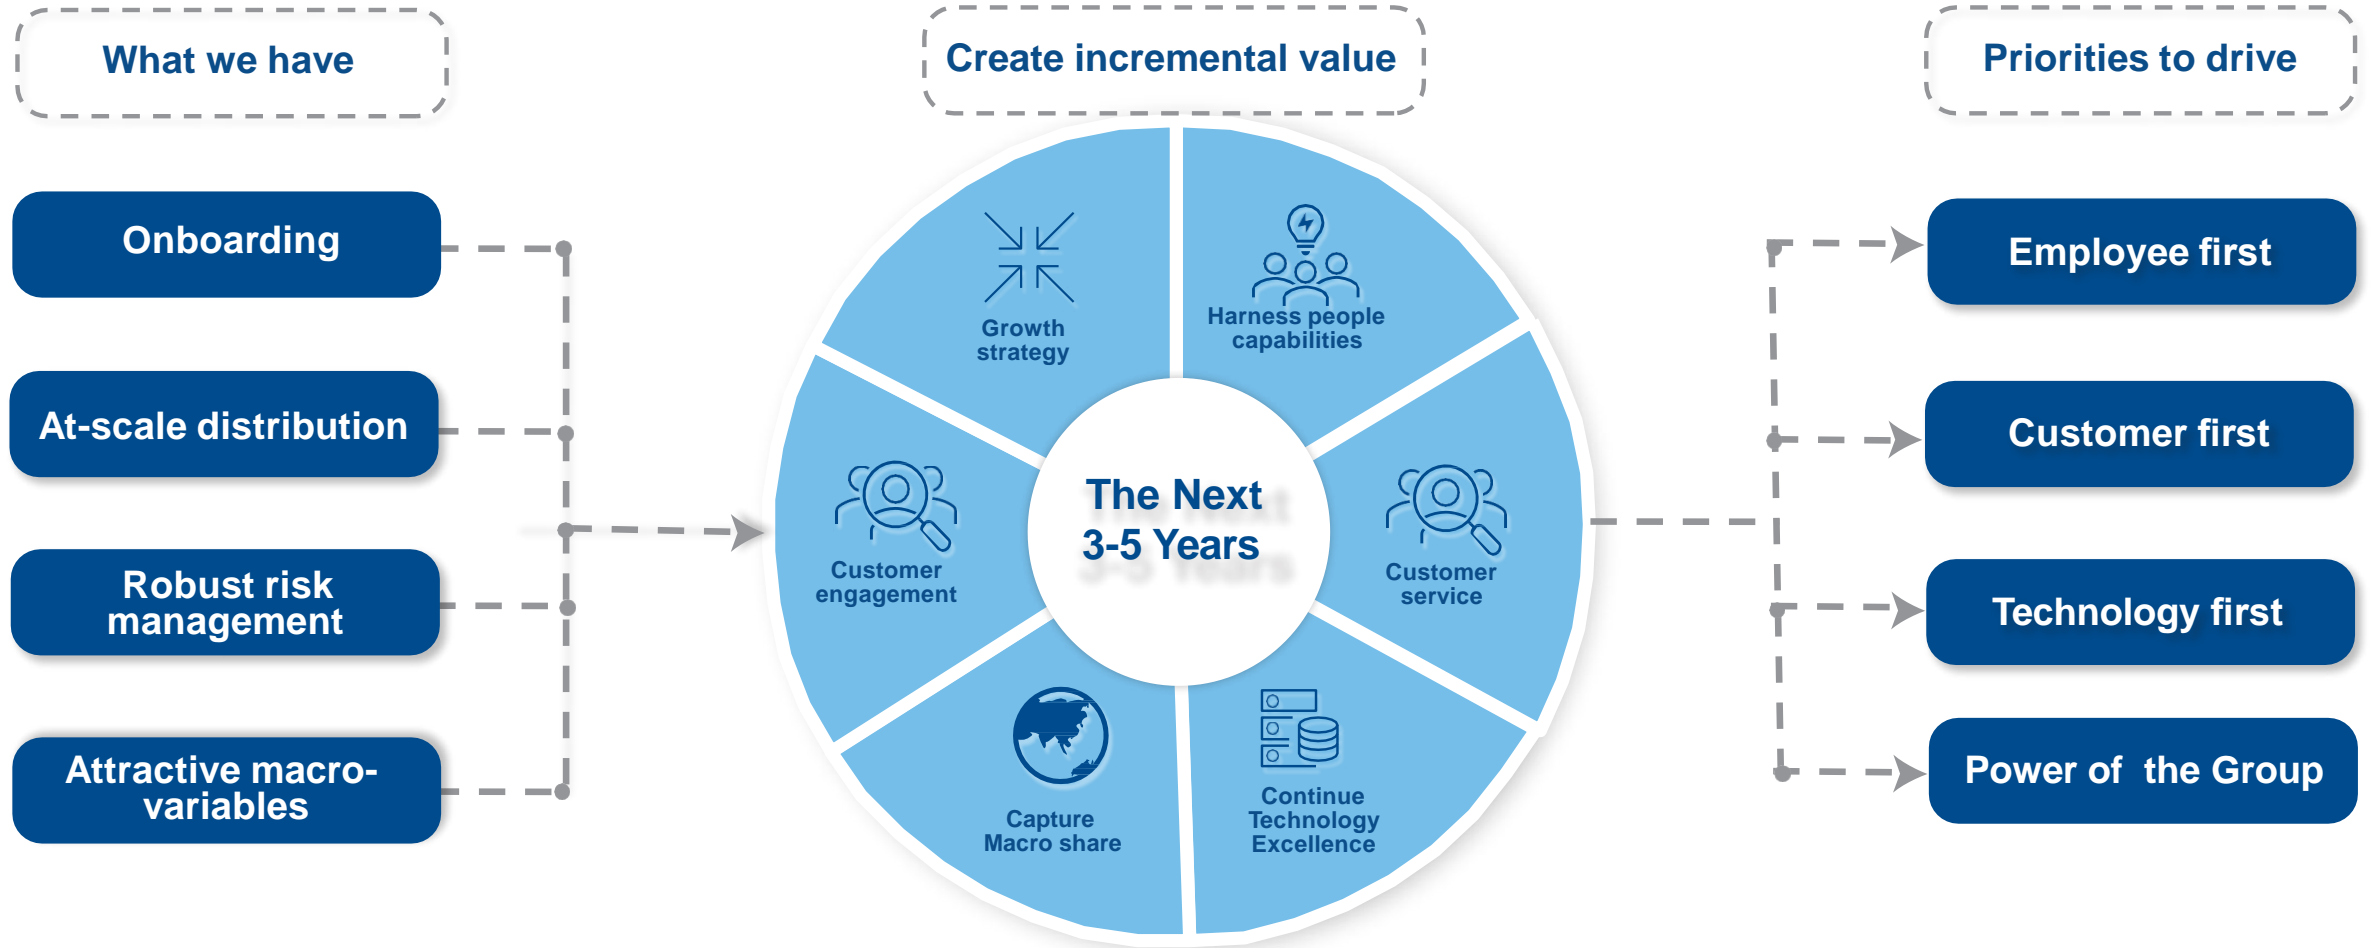 What we have
Create incremental value
Priorities to drive
Onboarding
At-scale distribution
Robust risk
management
Attractive macro-
variables
Growth
strategy
Harness people
capabilities
Customer
engagement
The Next
3-5 Years
Customer
service
Capture
Macro share
Continue
Technology
Excellence
Employee first
Customer first
Technology first
Power of the Group